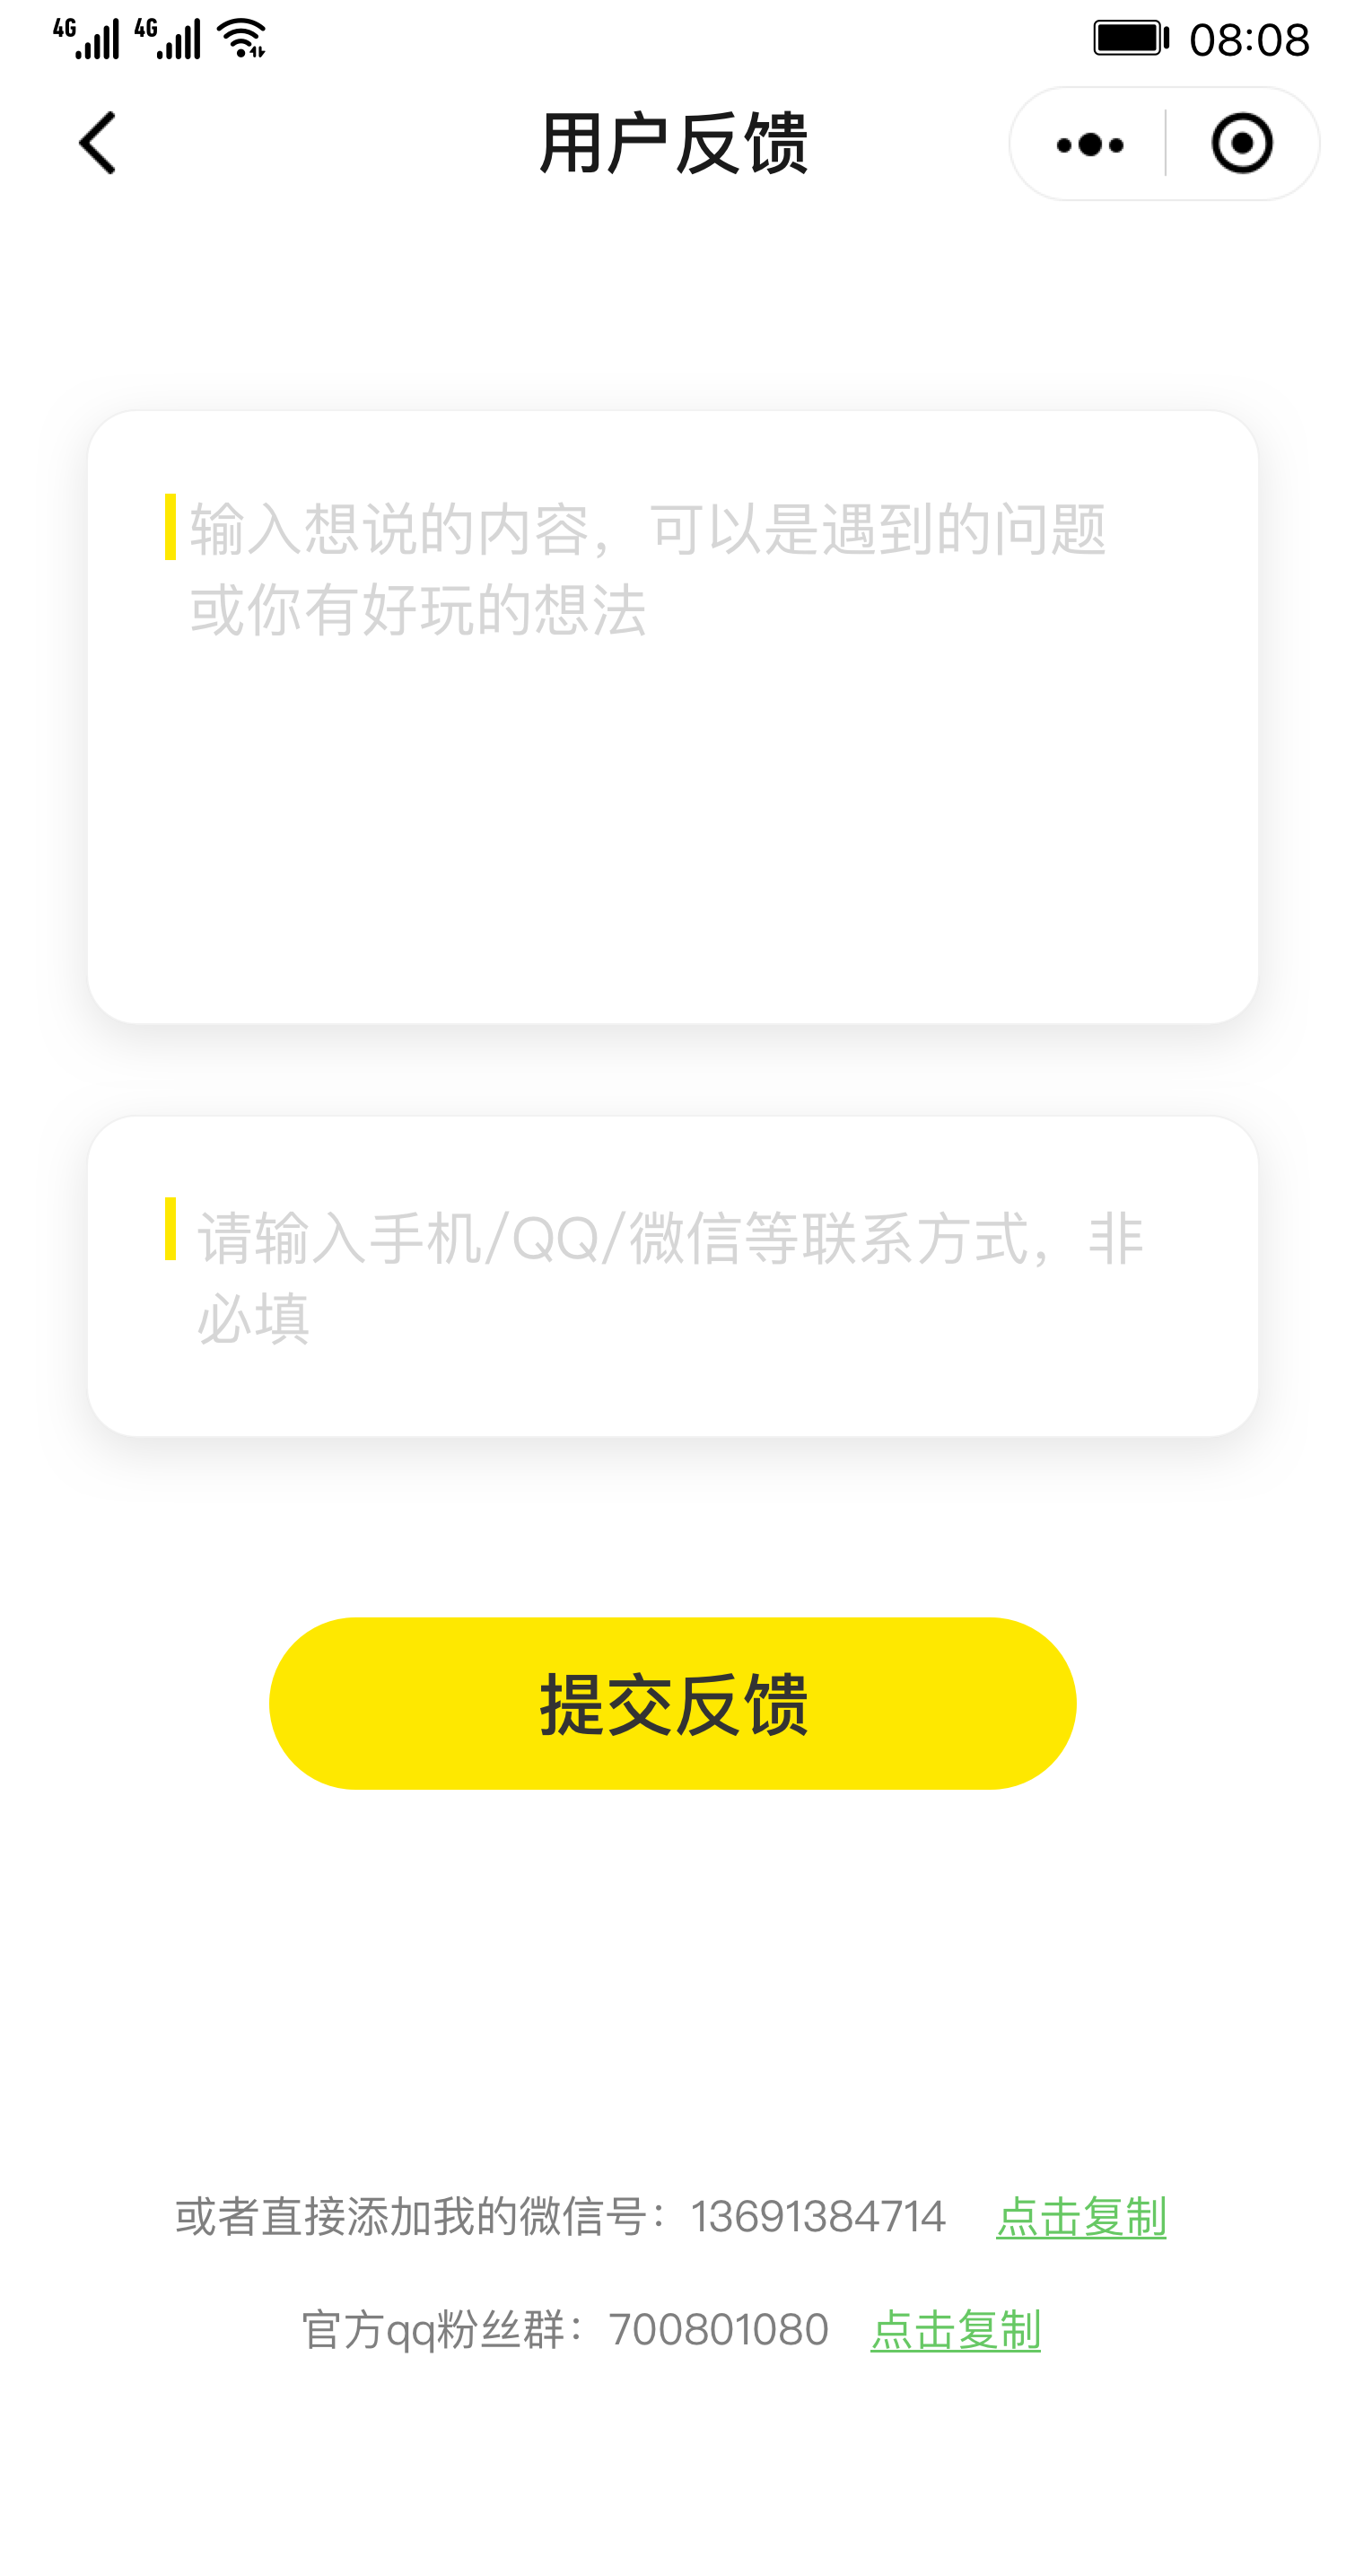 4G 4G 08:08
用户反馈
输入想说的内容，可以是遇到的问题
或你有好玩的想法
请输入手机/QQ/微信等联系方式，非
必填
提交反馈
或者直接添加我的微信号：13691384714 点击复制
官方qq粉丝群：700801080 点击复制